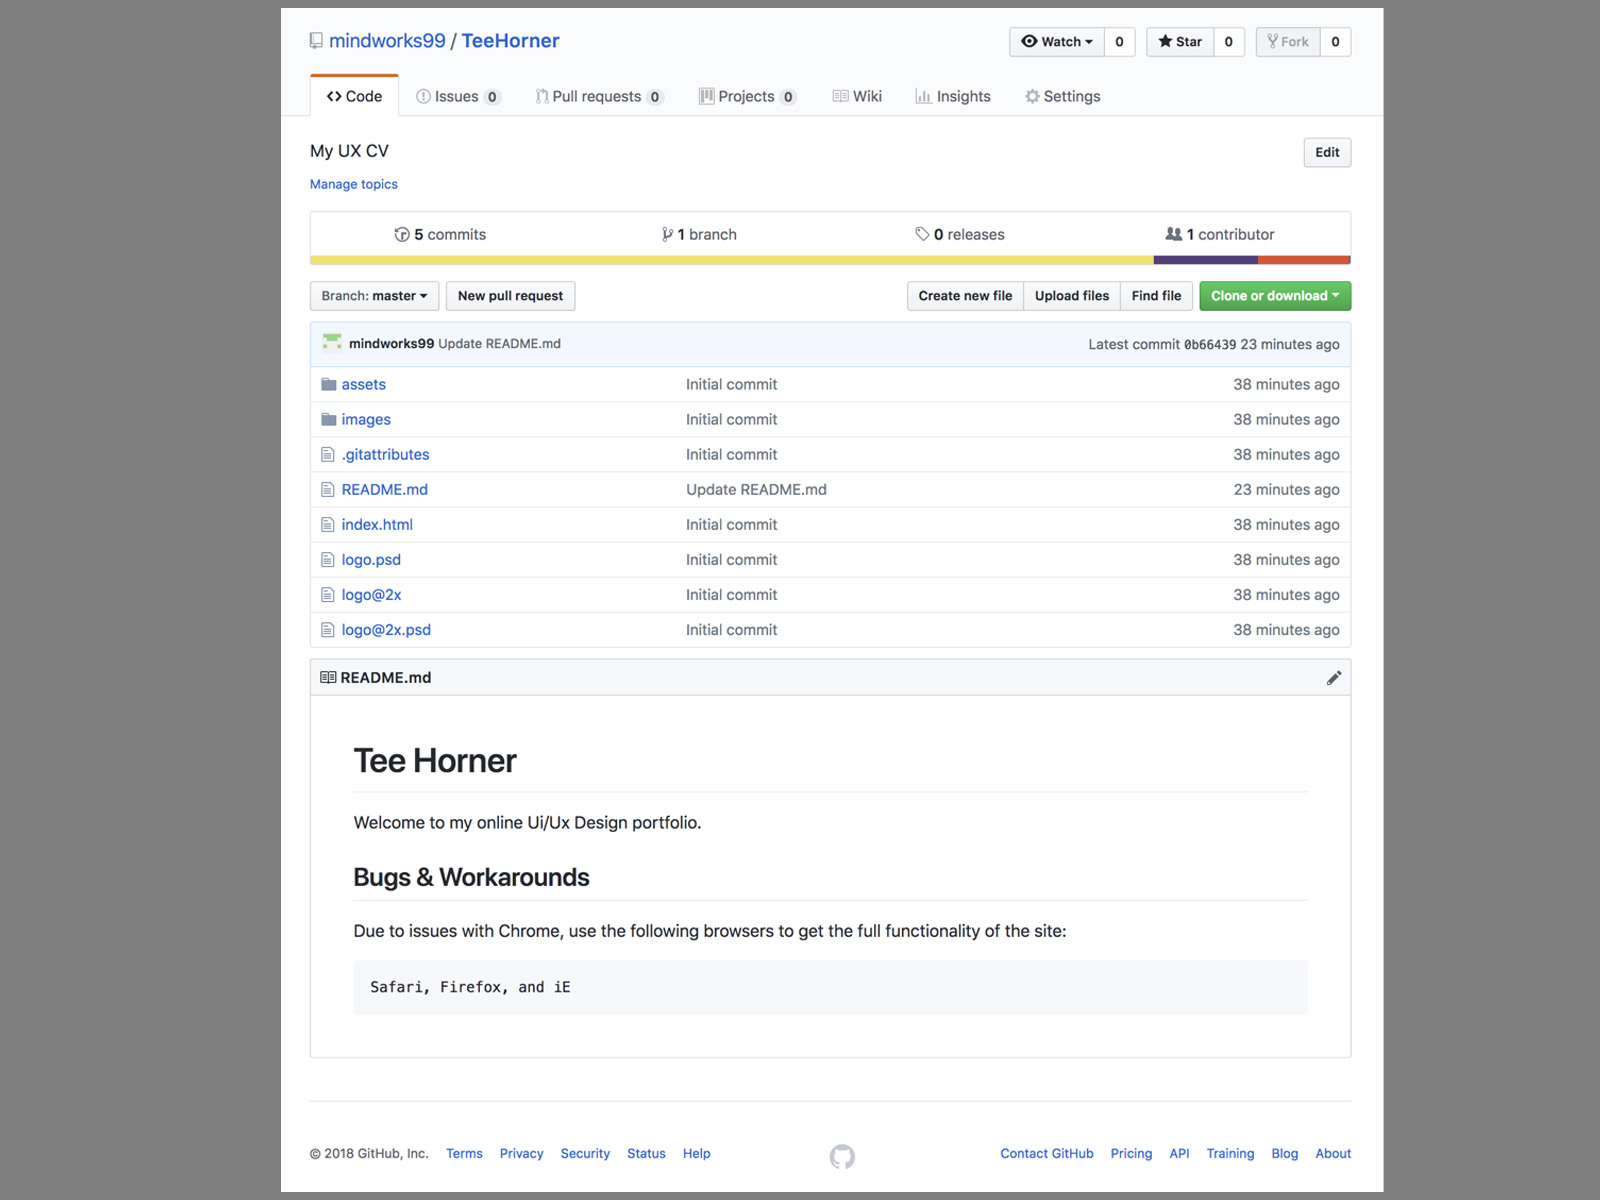 mindworks99 / TeeHorner
Watch 0 Star 0 Fork 0
Code Issues 0 Pull requests 0 Projects 0 Wiki Insights Settings
My UX CV
Edit
Manage topics
5 commits 1 branch 0 releases 1 contributor
Branch: master New pull request Create new file Upload files Find file Clone or download
mindworks99 Update README.md Latest commit 0b66439 23 minutes ago
assets Initial commit 38 minutes ago
images Initial commit 38 minutes ago
.gitattributes Initial commit 38 minutes ago
README.md Update README.md 23 minutes ago
index.html Initial commit 38 minutes ago
logo.psd Initial commit 38 minutes ago
logo@2x Initial commit 38 minutes ago
logo@2x.psd Initial commit 38 minutes ago
README.md
Tee Horner
Welcome to my online Ui/Ux Design portfolio.
Bugs & Workarounds
Due to issues with Chrome, use the following browsers to get the full functionality of the site:
Safari, Firefox, and iE
© 2018 GitHub, Inc. Terms Privacy Security Status Help Contact GitHub Pricing API Training Blog About